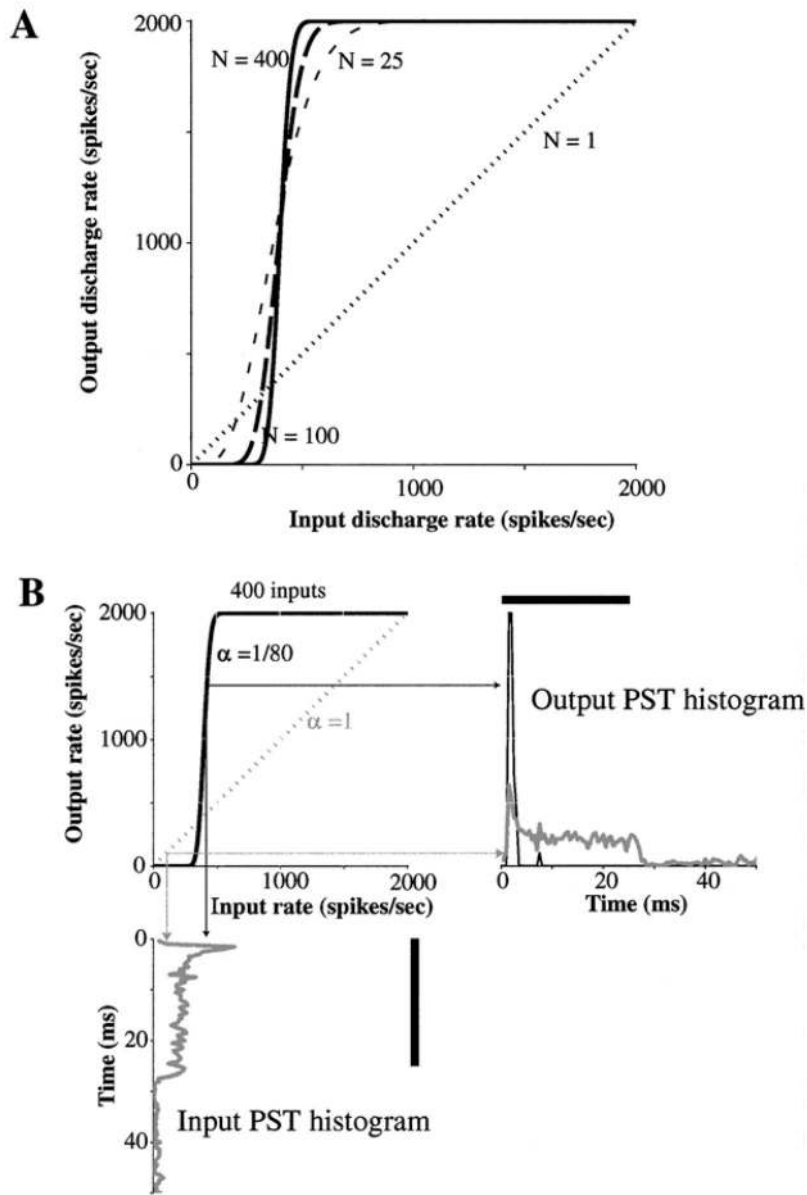 A
Output discharge rate (spikes/sec)
2000
1000
0
N = 400
N = 25
N = 1
N = 100
0
1000
2000
Input discharge rate (spikes/sec)
B
400 inputs
Output rate (spikes/sec)
2000
1000
0
α =1/80
α =1
0
1000
2000
Input rate (spikes/sec)
Output PST histogram
0
20
40
Time (ms)
Time (ms)
0
20
40
Input PST histogram